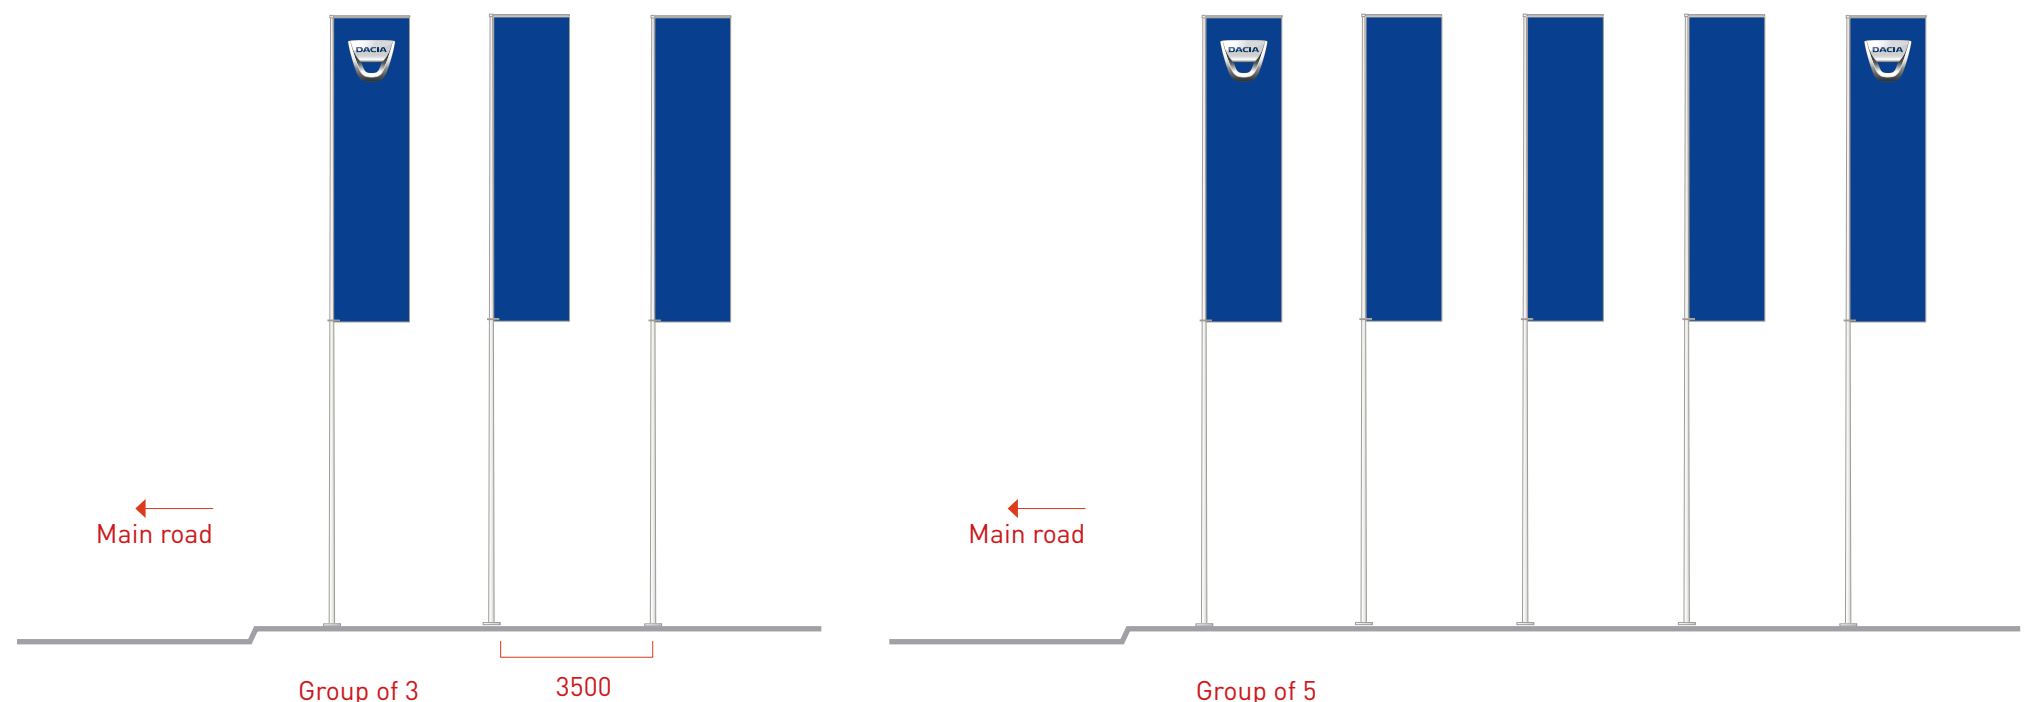 DACIA
DACIA
DACIA
Main road
Main road
Group of 3
3500
Group of 5